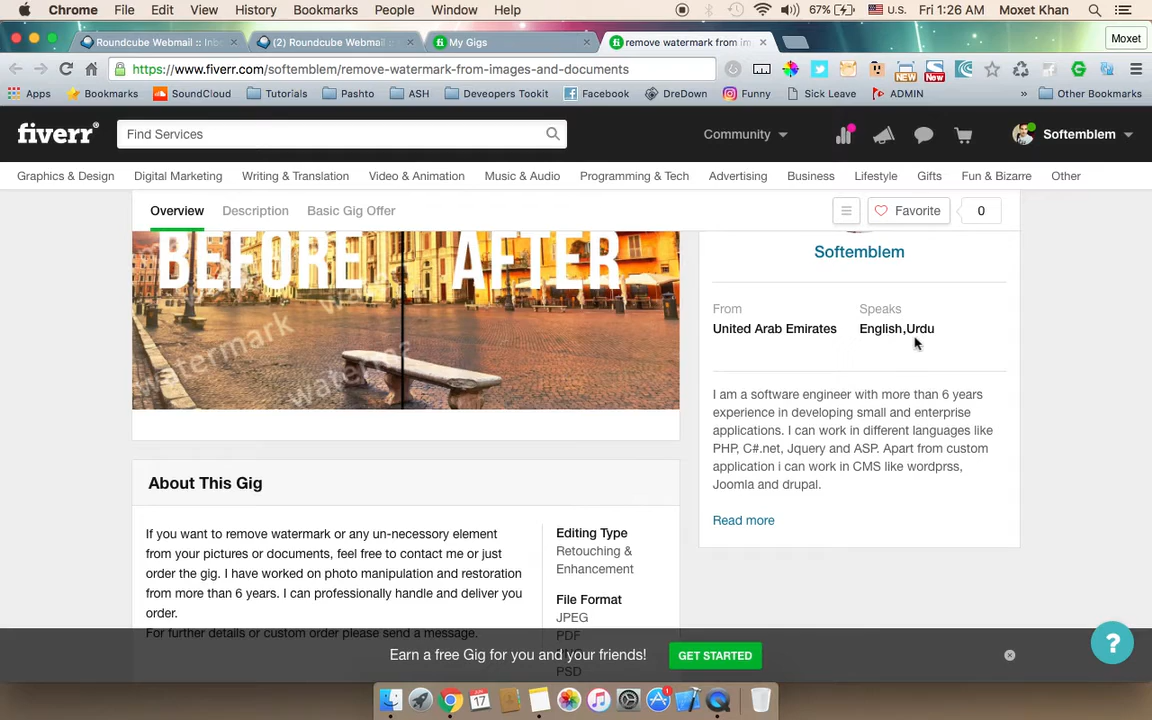 Chrome File Edit View History Bookmarks People Window Help 67% U.S. Fri 1:26 AM Moxet Khan
Roundcube Webmail :: Inb
(2) Roundcube Webmail ::
My Gigs
remove watermark from im
Moxet
https://www.fiverr.com/softemblem/remove-watermark-from-images-and-documents
NEW
Now
Apps Bookmarks SoundCloud Tutorials Pashto ASH Deveopers Tookit Facebook DreDown Funny Sick Leave ADMIN » Other Bookmarks
fiverr®
Find Services
Community
Softemblem
Graphics & Design Digital Marketing Writing & Translation Video & Animation Music & Audio Programming & Tech Advertising Business Lifestyle Gifts Fun & Bizarre Other
Overview Description Basic Gig Offer
Favorite 0
BEFORE AFTER
watermark
watermark
Softemblem
From
United Arab Emirates
Speaks
English,Urdu
I am a software engineer with more than 6 years
experience in developing small and enterprise
applications. I can work in different languages like
PHP, C#.net, Jquery and ASP. Apart from custom
application i can work in CMS like wordprss,
Joomla and drupal.
Read more
About This Gig
If you want to remove watermark or any un-necessary element
from your pictures or documents, feel free to contact me or just
order the gig. I have worked on photo manipulation and restoration
from more than 6 years. I can professionally handle and deliver you
order.
For further details or custom order please send a message.
Editing Type
Retouching &
Enhancement
File Format
JPEG
PDF
PSD
Earn a free Gig for you and your friends!
GET STARTED
?
17
1